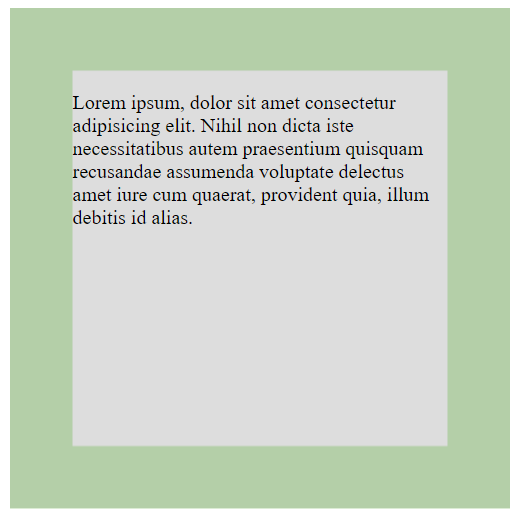 Lorem ipsum, dolor sit amet consectetur
adipisicing elit. Nihil non dicta iste
necessitatibus autem praesentium quisquam
recusandae assumenda voluptate delectus
amet iure cum quaerat, provident quia, illum
debitis id alias.